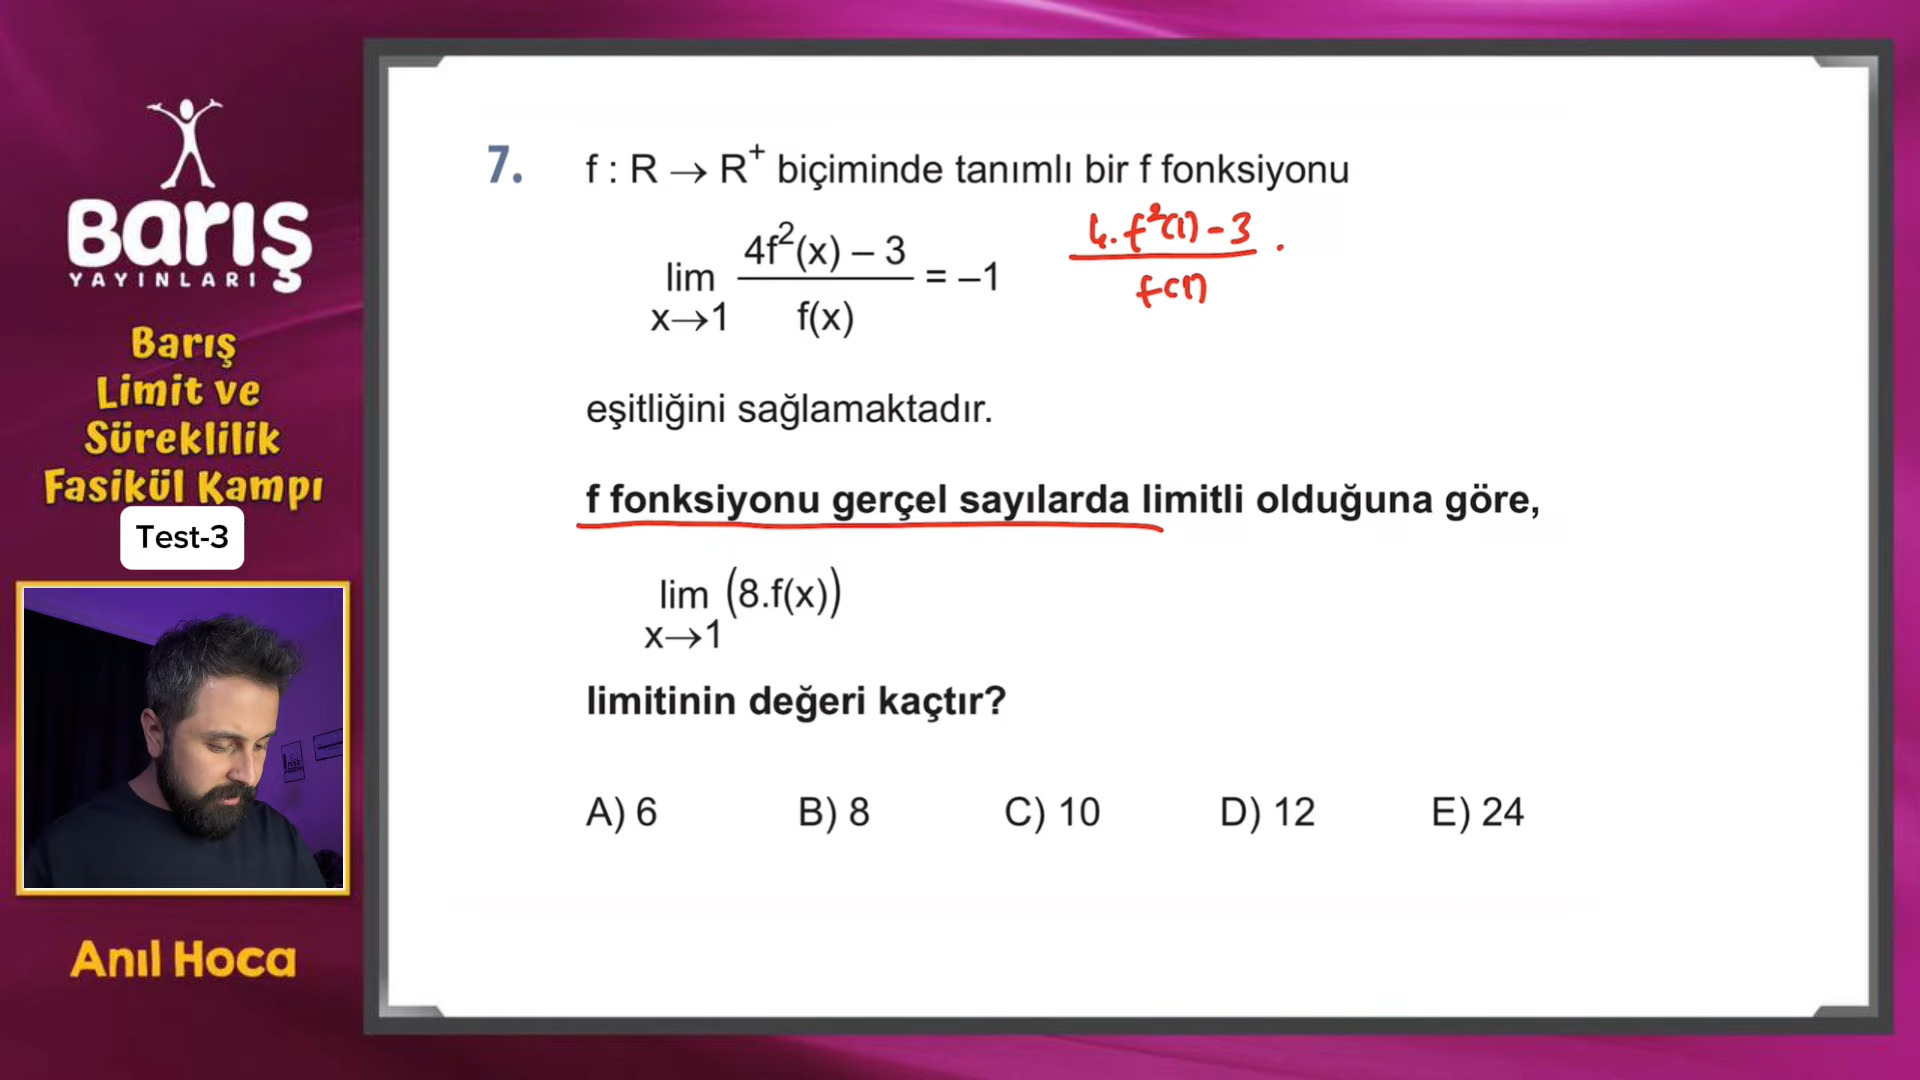 BARIŞ
YAYINLARI
Barış
Limit ve
Süreklilik
Fasikül Kampı
Test-3
Anıl Hoca
7. f : R → R⁺ biçiminde tanımlı bir f fonksiyonu
lim x→1 (4f²(x) – 3) / f(x) = –1
(4.f²(1) - 3) / f(1)
eşitliğini sağlamaktadır.
f fonksiyonu gerçel sayılarda limitli olduğuna göre,
lim x→1 (8.f(x))
limitinin değeri kaçtır?
A) 6 B) 8 C) 10 D) 12 E) 24